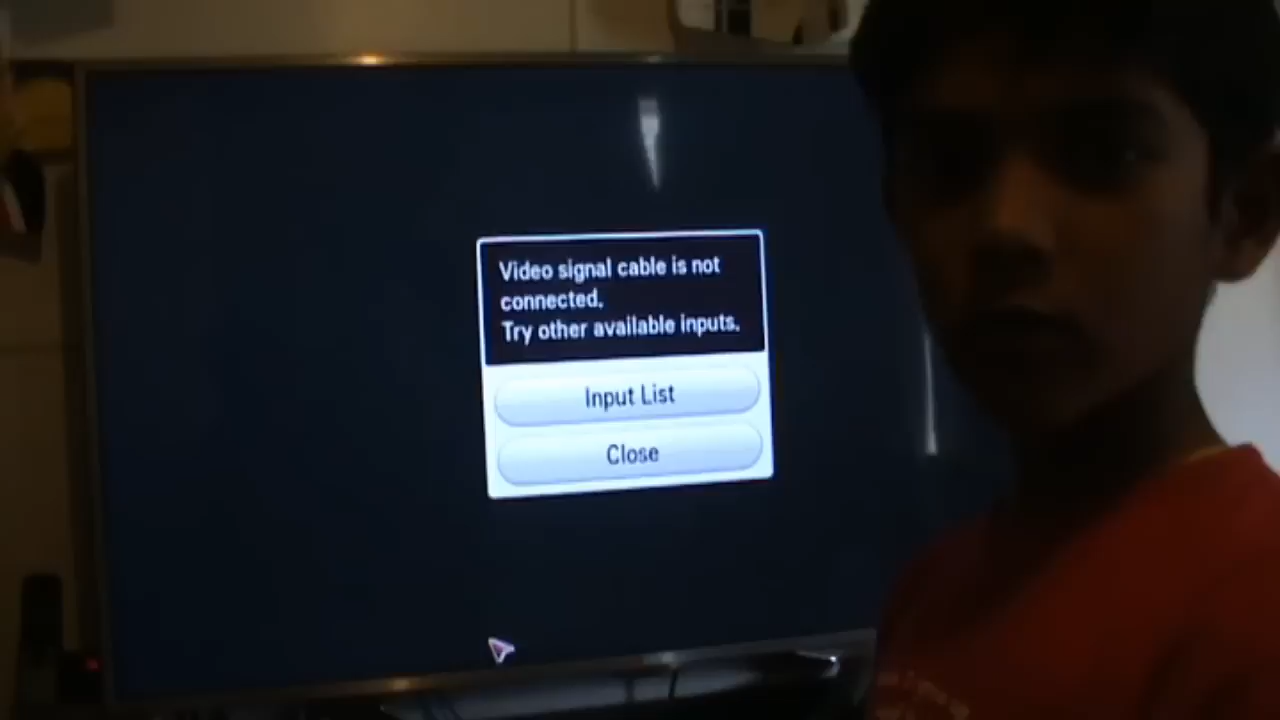 Video signal cable is not
connected.
Try other available inputs.
Input List
Close